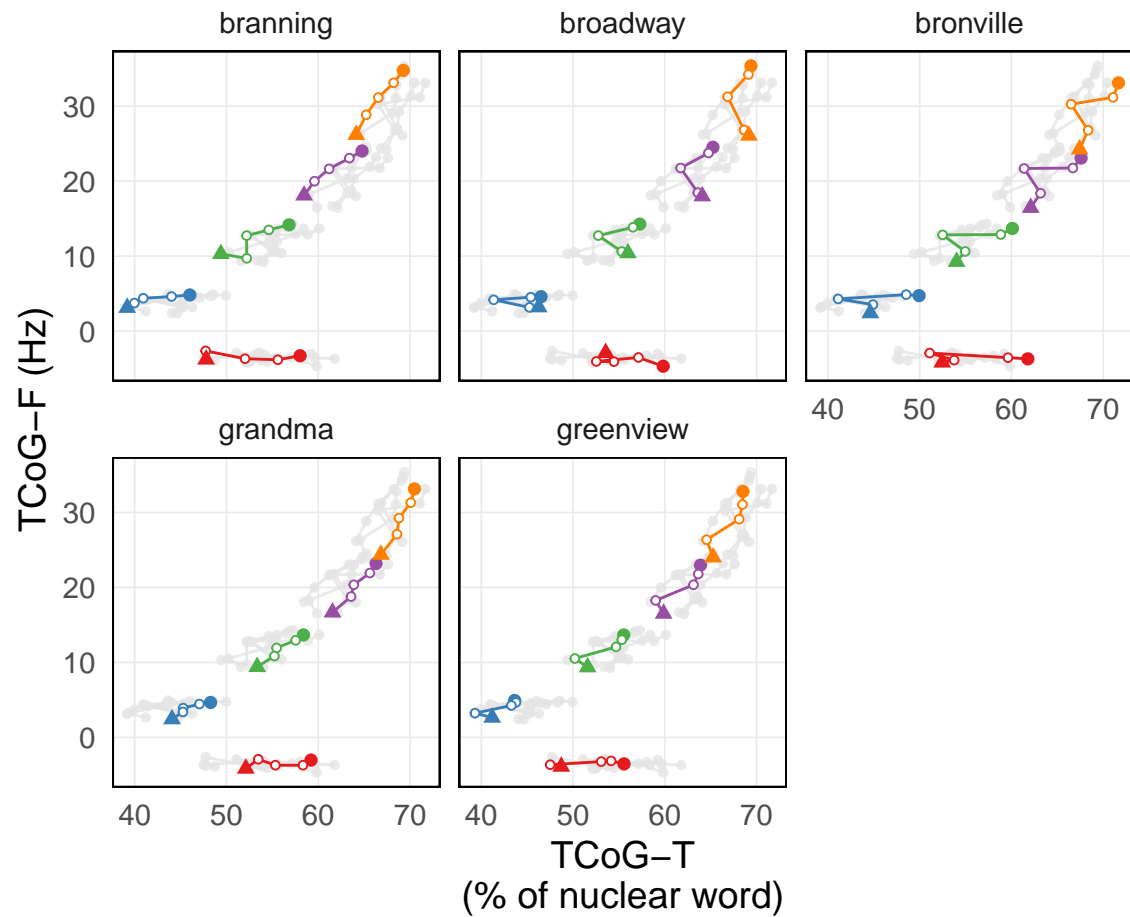 branning broadway bronville
30
20
10
0
40 50 60 70
grandma greenview
30
20
10
0
40 50 60 70 40 50 60 70
TCoG−F (Hz)
TCoG−T
(% of nuclear word)